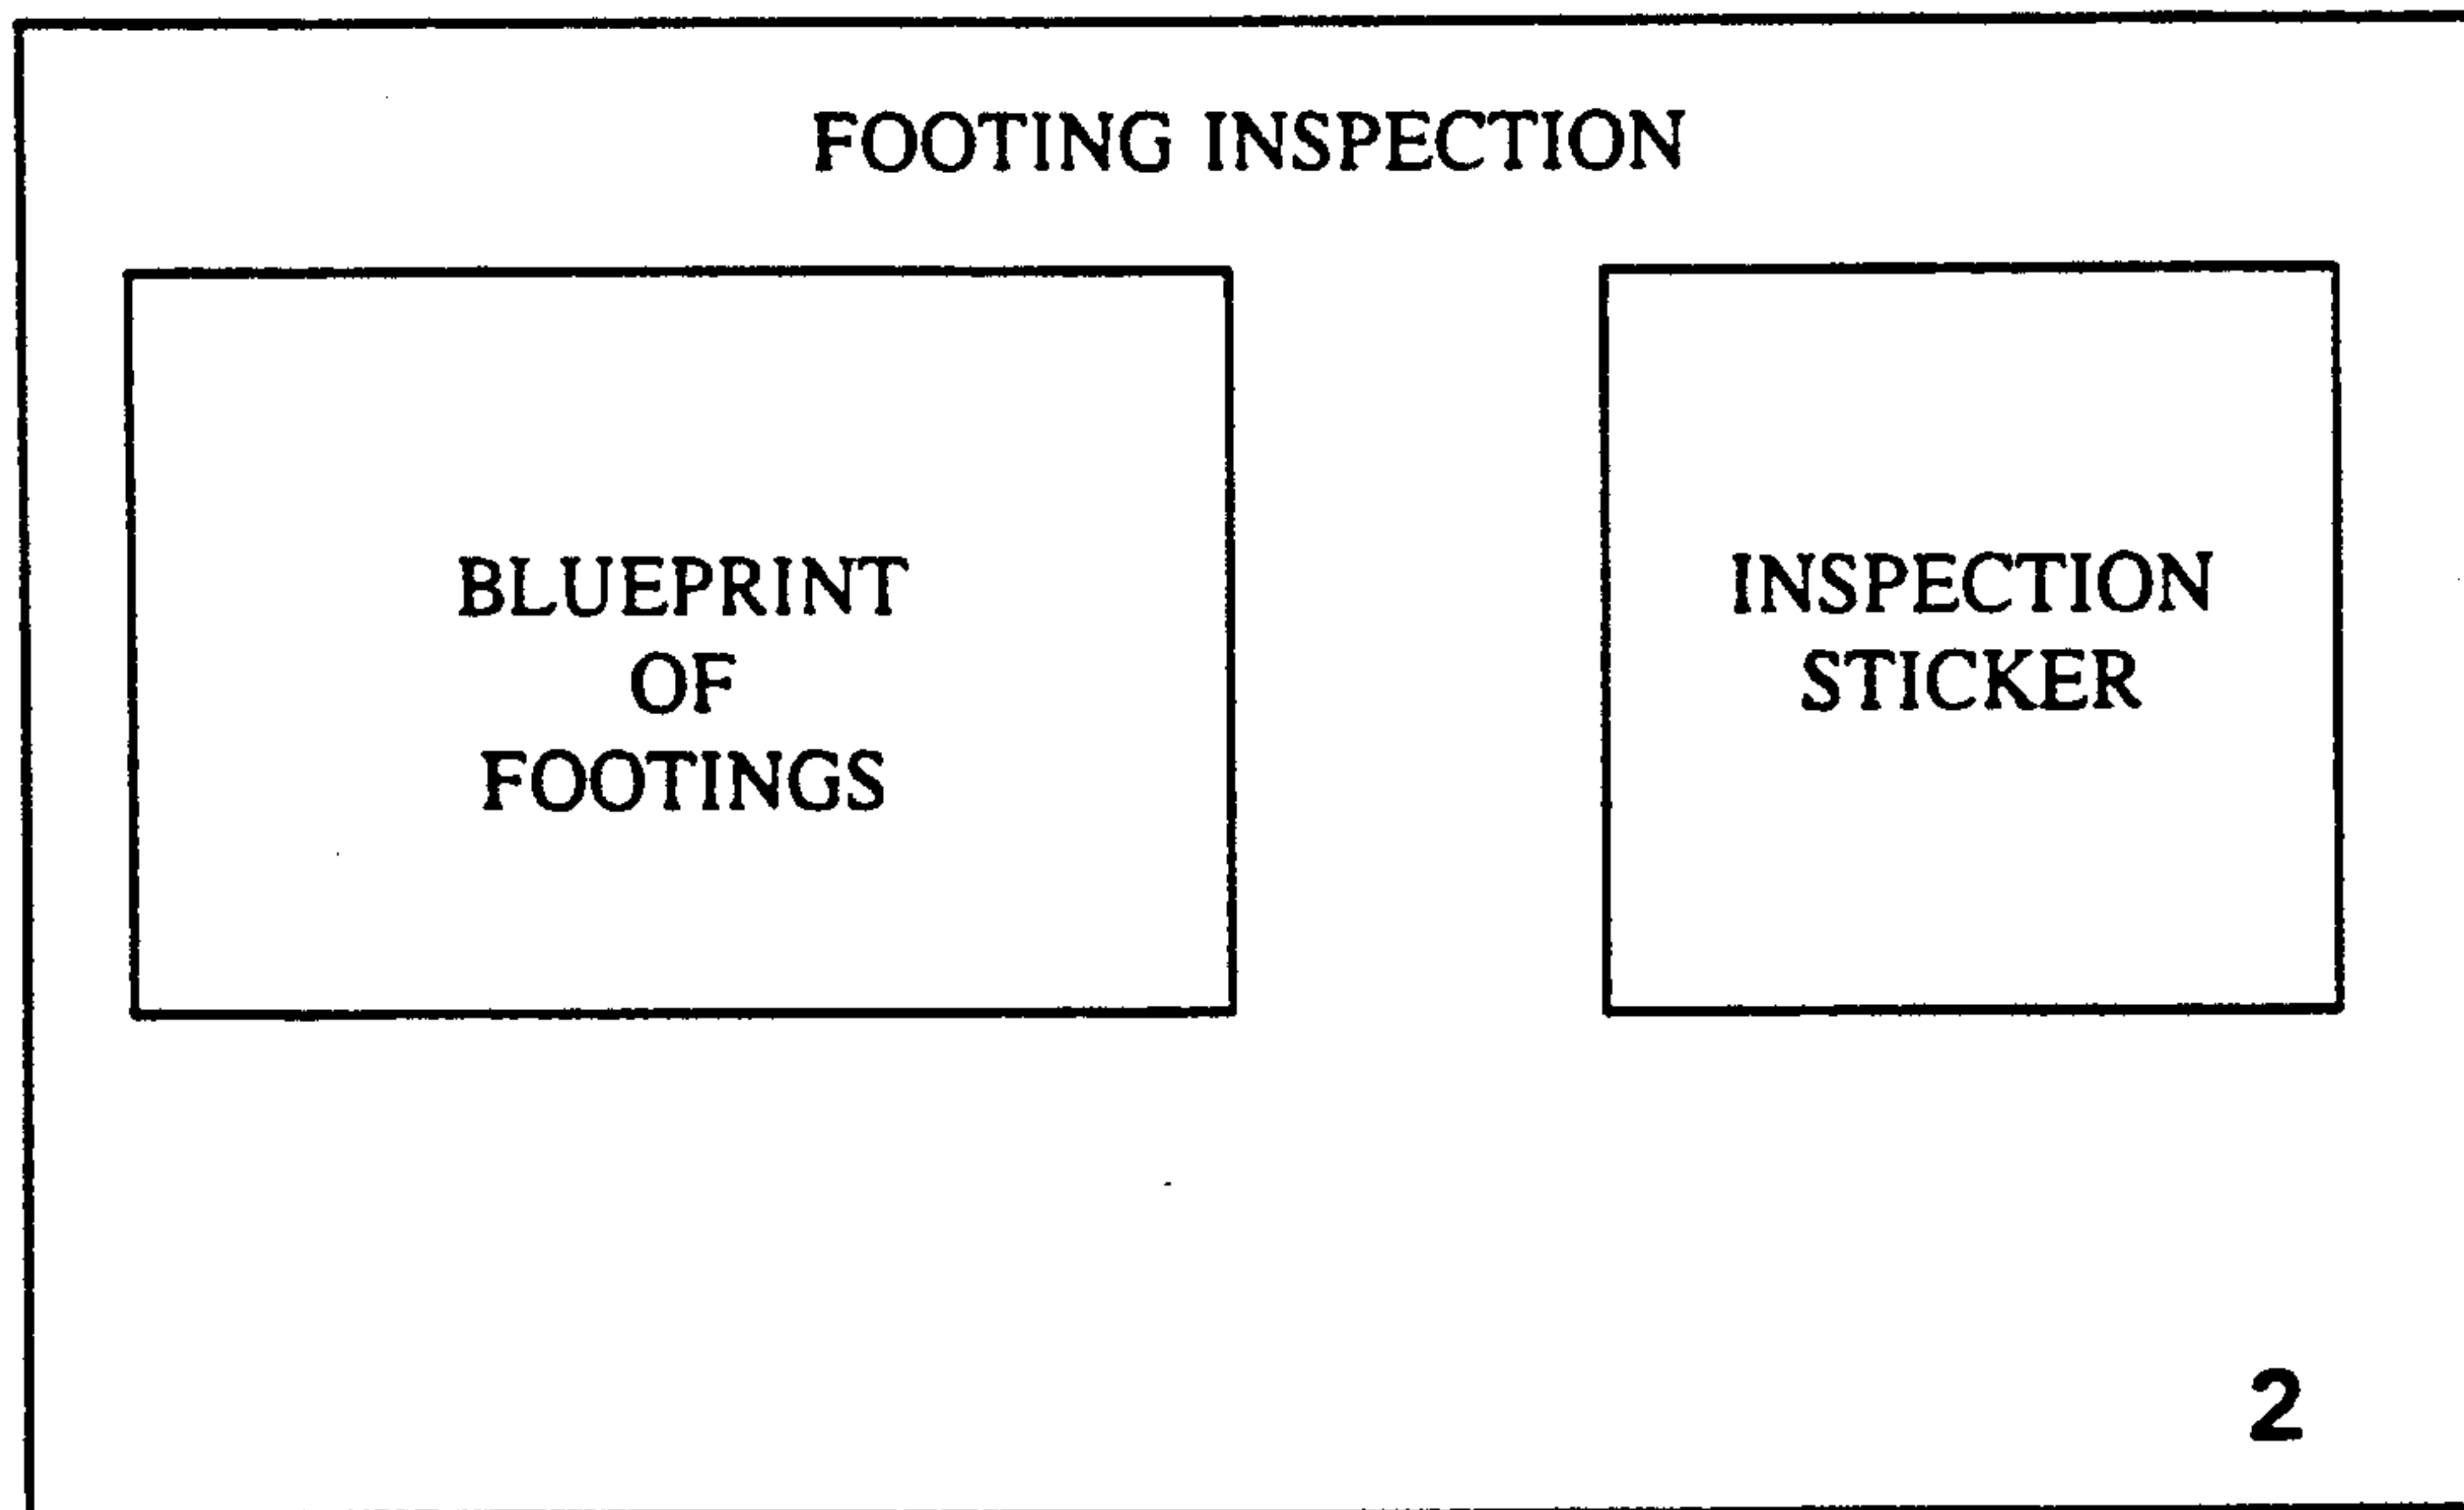 FOOTING INSPECTION
BLUEPRINT
OF
FOOTINGS
INSPECTION
STICKER
2